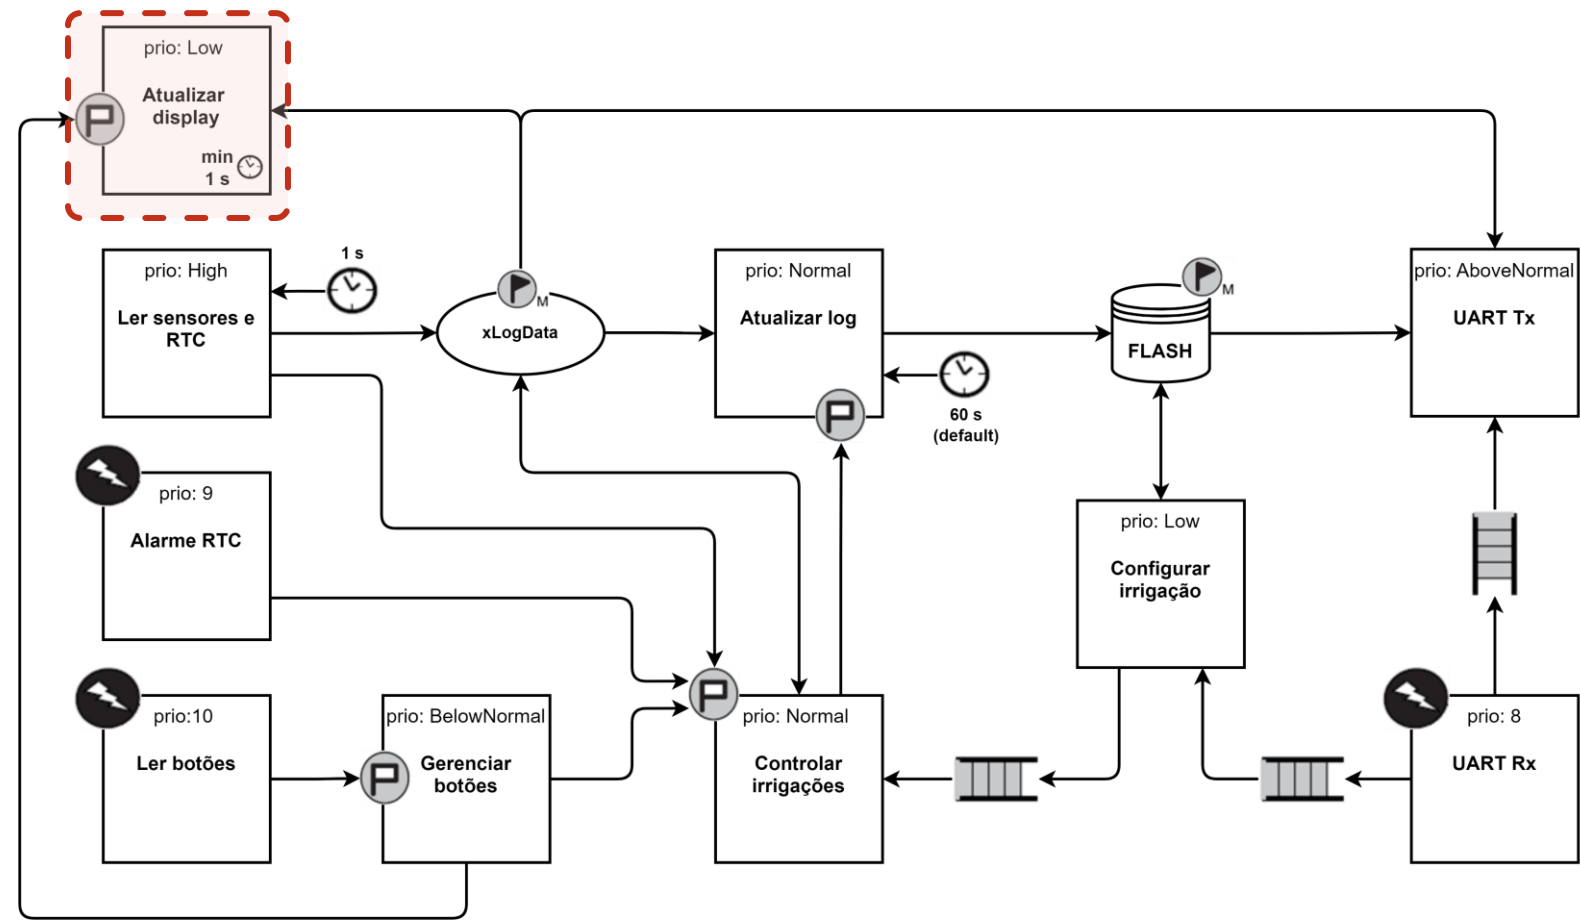 prio: Low
Atualizar
display
min
1 s
prio: High
Ler sensores e
RTC
1 s
xLogData
M
prio: Normal
Atualizar log
60 s
(default)
FLASH
M
prio: AboveNormal
UART Tx
prio: 9
Alarme RTC
prio: Low
Configurar
irrigação
prio:10
Ler botões
prio: BelowNormal
Gerenciar
botões
prio: Normal
Controlar
irrigações
prio: 8
UART Rx